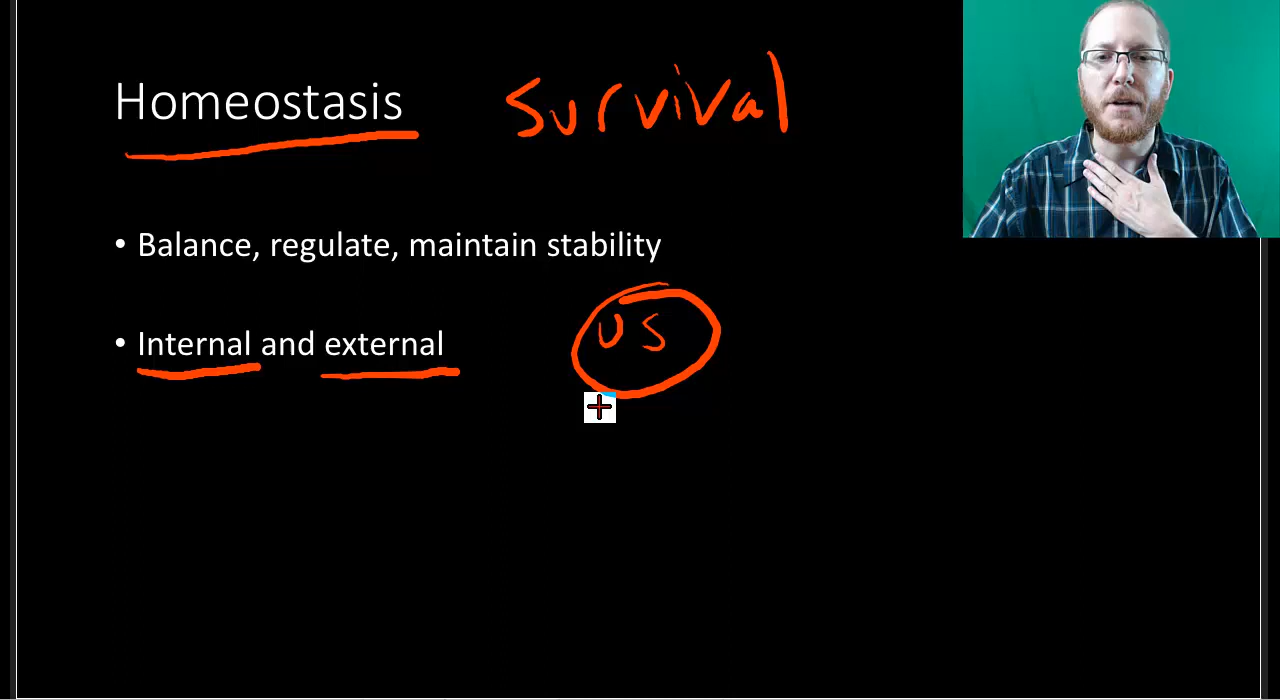 Homeostasis survival
• Balance, regulate, maintain stability
• Internal and external
US